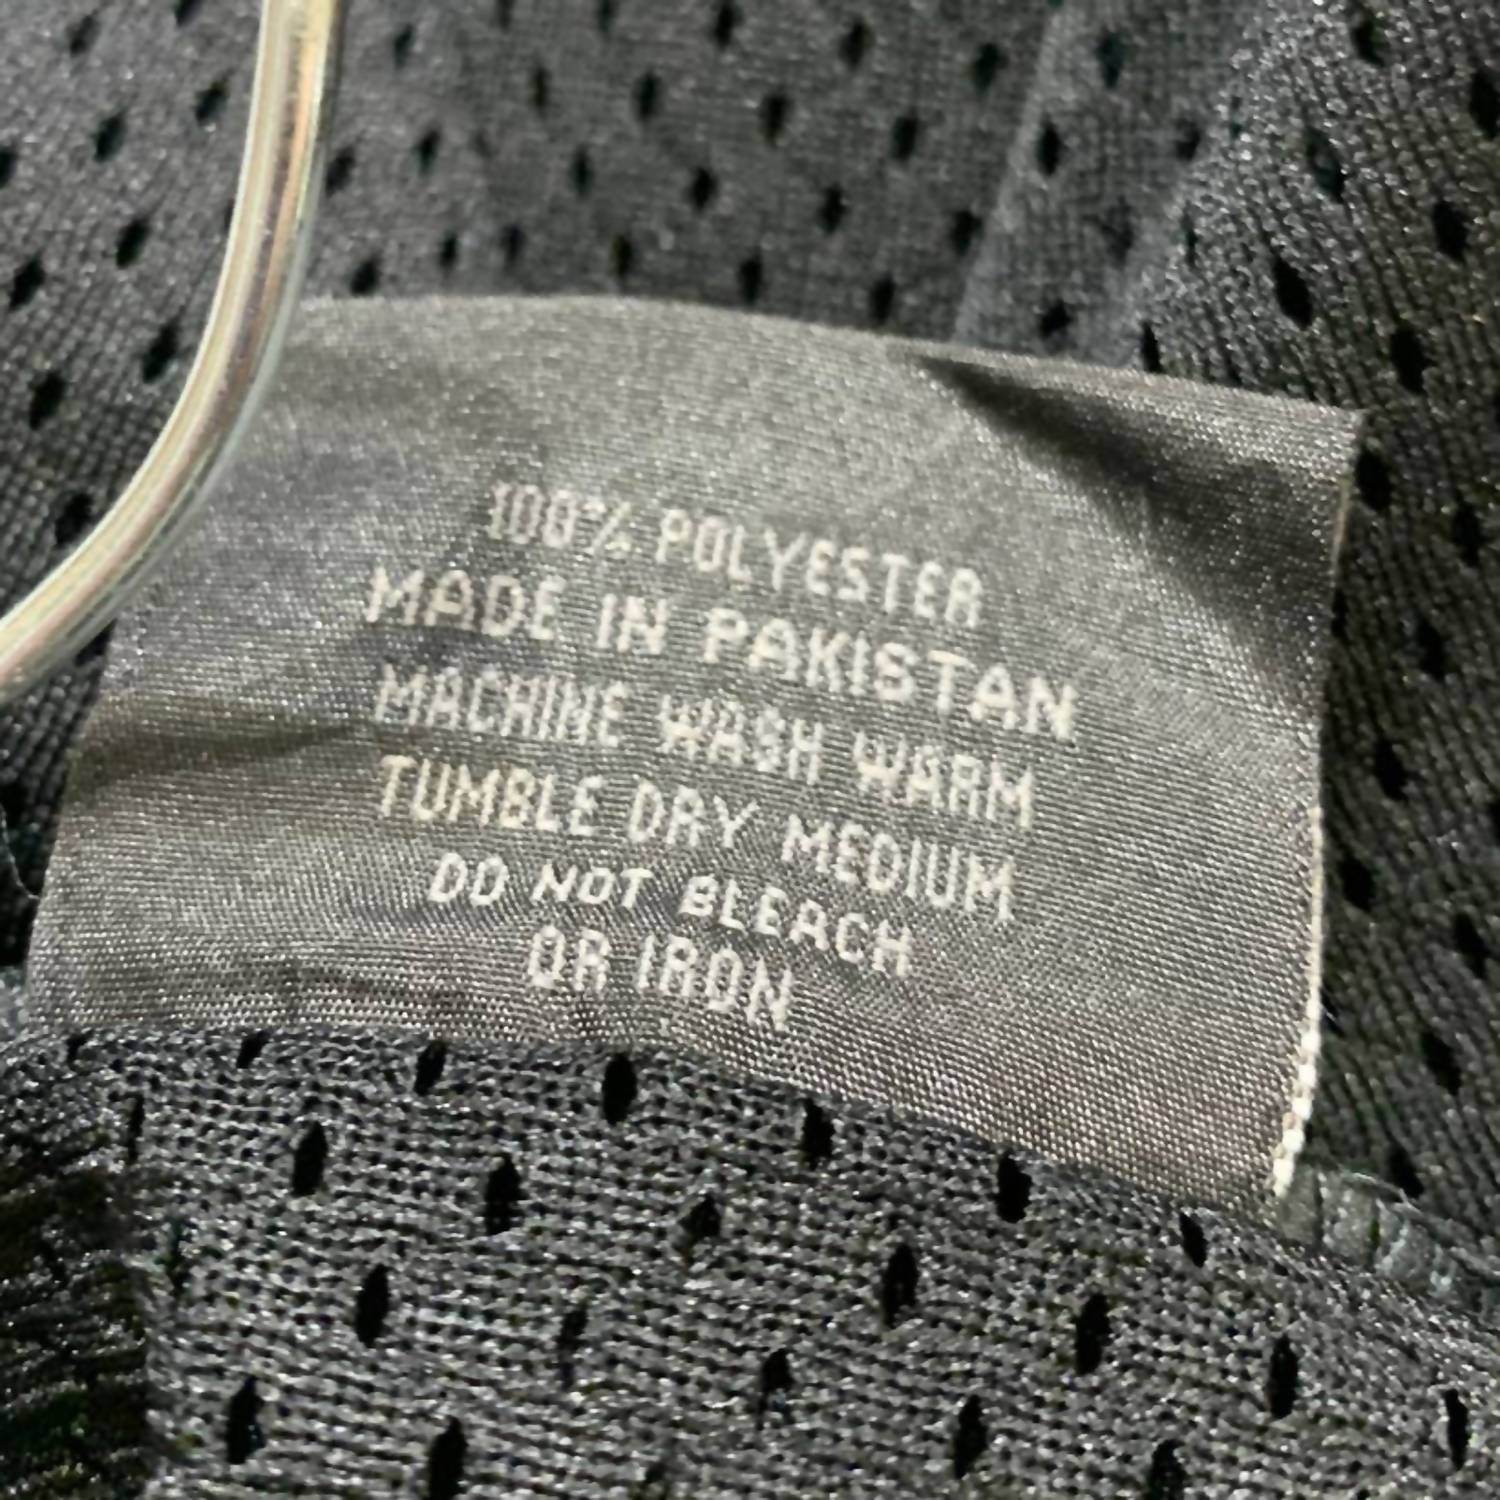 100% POLYESTER
MADE IN PAKISTAN
MACHINE WASH WARM
TUMBLE DRY MEDIUM
DO NOT BLEACH
OR IRON